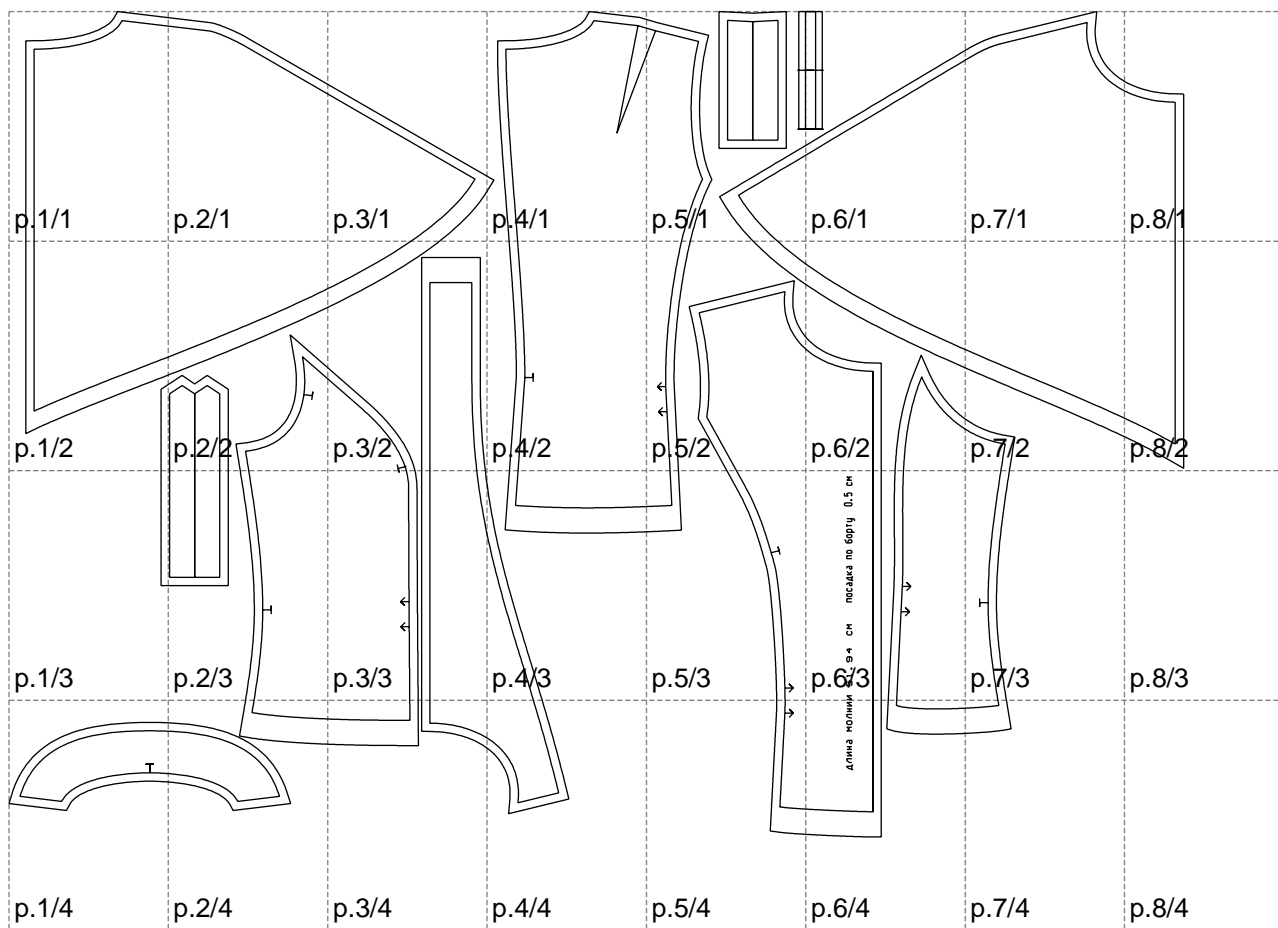 p.1/1 p.2/1 p.3/1 p.4/1 p.5/1 p.6/1 p.7/1 p.8/1
p.1/2 p.2/2 p.3/2 p.4/2 p.5/2 p.6/2 p.7/2 p.8/2
p.1/3 p.2/3 p.3/3 p.4/3 p.5/3 p.6/3 p.7/3 p.8/3
p.1/4 p.2/4 p.3/4 p.4/4 p.5/4 p.6/4 p.7/4 p.8/4
длина молнии см посадка по борту 0.5 см